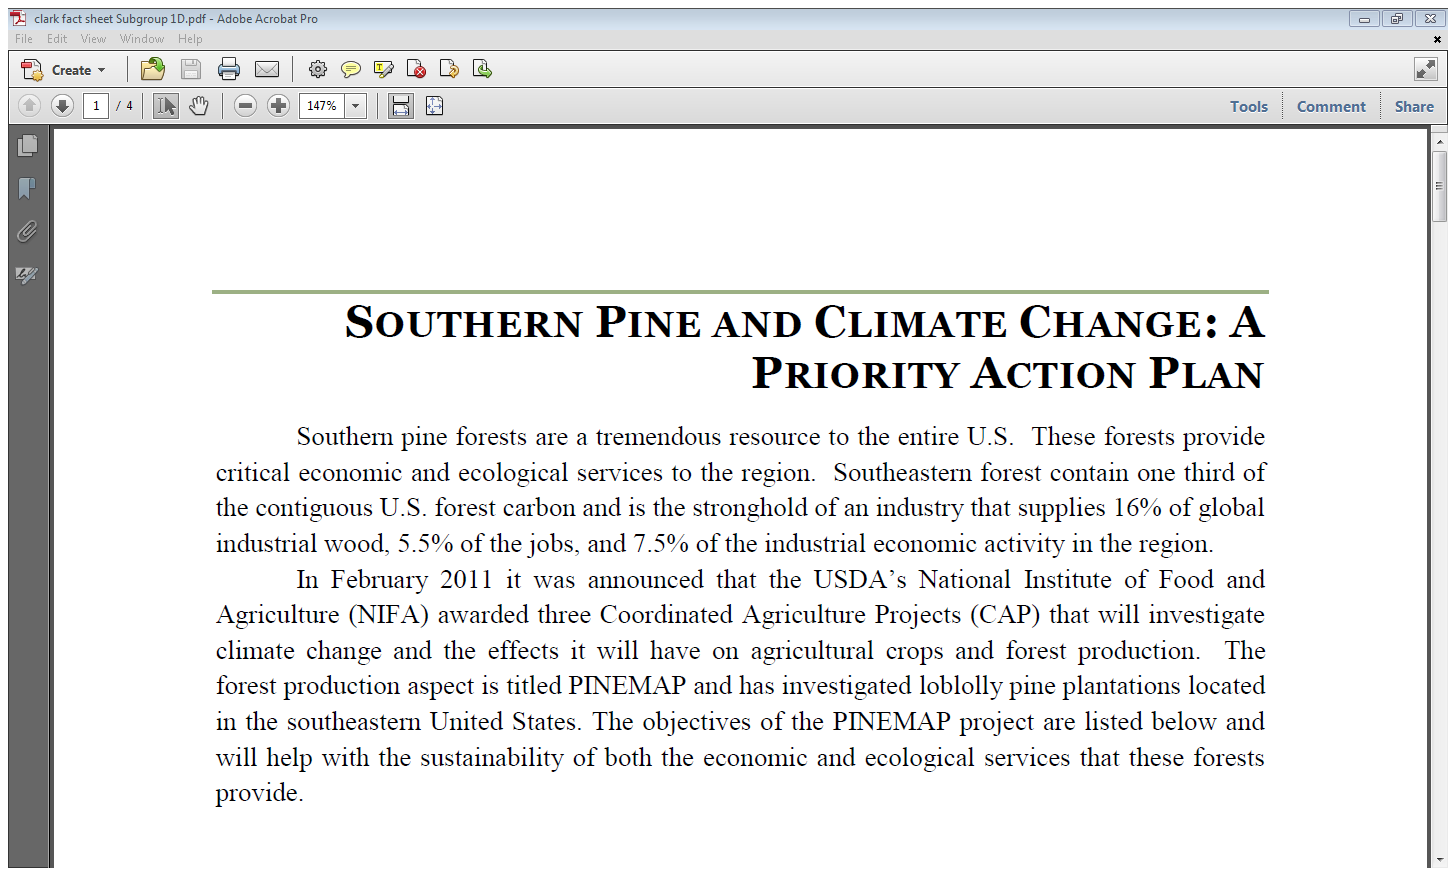 clark fact sheet Subgroup 1D.pdf - Adobe Acrobat Pro
File Edit View Window Help
Create
1 / 4 147% Tools Comment Share
SOUTHERN PINE AND CLIMATE CHANGE: A
PRIORITY ACTION PLAN
Southern pine forests are a tremendous resource to the entire U.S. These forests provide
critical economic and ecological services to the region. Southeastern forest contain one third of
the contiguous U.S. forest carbon and is the stronghold of an industry that supplies 16% of global
industrial wood, 5.5% of the jobs, and 7.5% of the industrial economic activity in the region.
In February 2011 it was announced that the USDA’s National Institute of Food and
Agriculture (NIFA) awarded three Coordinated Agriculture Projects (CAP) that will investigate
climate change and the effects it will have on agricultural crops and forest production. The
forest production aspect is titled PINEMAP and has investigated loblolly pine plantations located
in the southeastern United States. The objectives of the PINEMAP project are listed below and
will help with the sustainability of both the economic and ecological services that these forests
provide.